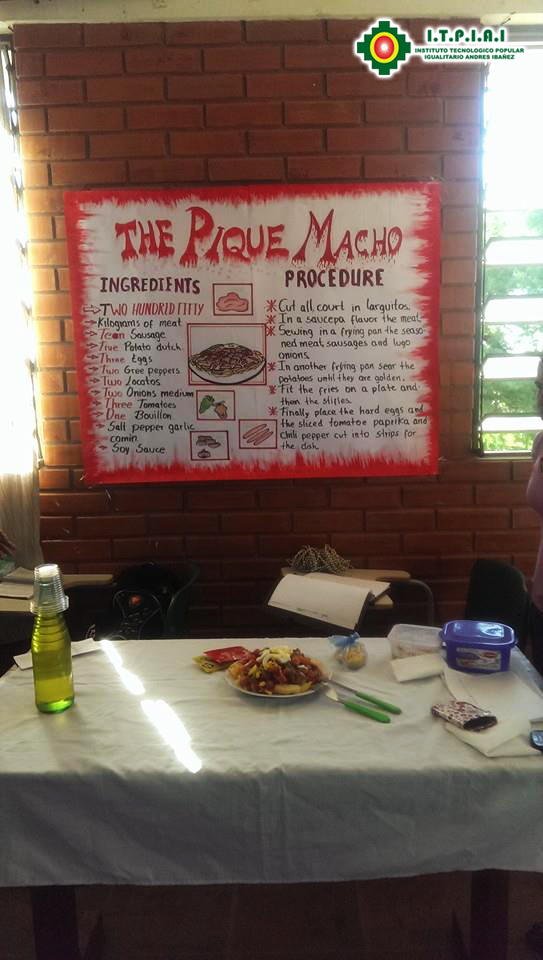 I.T.P.I.A.I
INSTITUTO TECNOLOGICO POPULAR
IGUALITARIO ANDRES IBAÑEZ
THE PIQUE MACHO
INGREDIENTS
TWO HUNDRED FIFTY
Kilograms of meat
Teen Sausage
Five Potato dutch
Three Eggs
Two Gree peppers
Two Locatos
Two Onions medium
Three Tomatoes
One Bouillon
Salt pepper garlic
comin
Soy Sauce
PROCEDURE
Cut all court in larguitos.
In a saucepa flavor the meat
Sewing in a frying pan the seaso-
ned meat, sausages and lugo
onions.
In another frying pan sear the
potatoes until they are golden.
Fit the fries on a plate and
then the stifles.
Finally place the hard eggs and
the sliced tomatoe paprika and
chili pepper cut into strips for
the dish